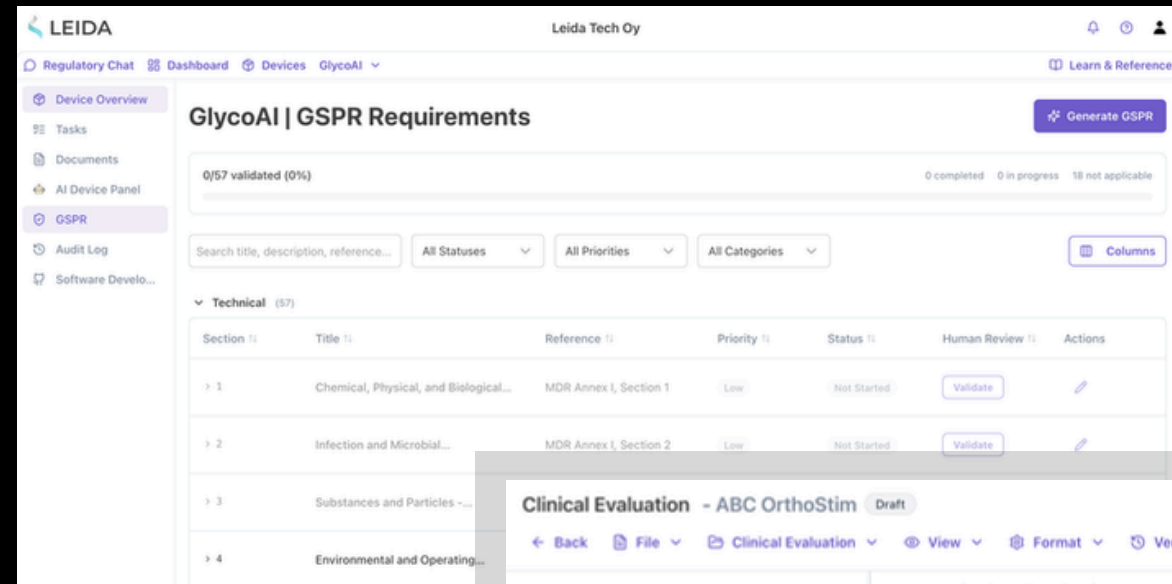 LEIDA
Leida Tech Oy
Regulatory Chat Dashboard Devices GlycoAI
Learn & Reference
Device Overview
Tasks
Documents
AI Device Panel
GSPR
Audit Log
Software Develo...
GlycoAI | GSPR Requirements
Generate GSPR
0/57 validated (0%)
0 completed 0 in progress 18 not applicable
Search title, description, reference...
All Statuses
All Priorities
All Categories
Columns
Technical (57)
Section Title Reference Priority Status Human Review Actions
1 Chemical, Physical, and Biological... MDR Annex I, Section 1 Low Not Started Validate
2 Infection and Microbial... MDR Annex I, Section 2 Low Not Started Validate
3 Substances and Particles -...
4 Environmental and Operating...
Clinical Evaluation - ABC OrthoStim Draft
Back File Clinical Evaluation View Format